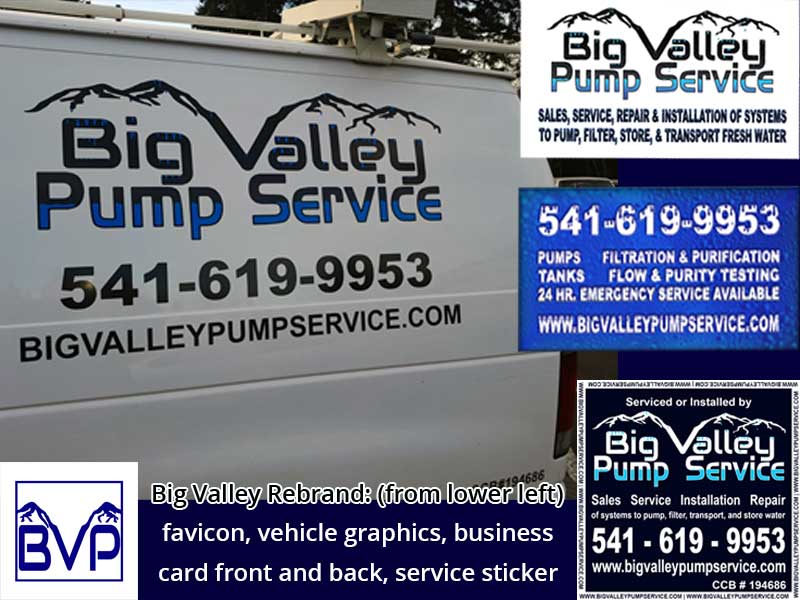 Big Valley
Pump Service
541-619-9953
BIGVALLEYPUMPSERVICE.COM
CCB#194686
Big Valley
Pump Service
SALES, SERVICE, REPAIR & INSTALLATION OF SYSTEMS
TO PUMP, FILTER, STORE, & TRANSPORT FRESH WATER
541-619-9953
PUMPS FILTRATION & PURIFICATION
TANKS FLOW & PURITY TESTING
24 HR. EMERGENCY SERVICE AVAILABLE
WWW.BIGVALLEYPUMPSERVICE.COM
BVP
Big Valley Rebrand: (from lower left)
favicon, vehicle graphics, business
card front and back, service sticker
Serviced or Installed by
Big Valley
Pump Service
Sales Service Installation Repair
of systems to pump, filter, transport, and store water
541 - 619 - 9953
www.bigvalleypumpservice.com
CCB # 194686